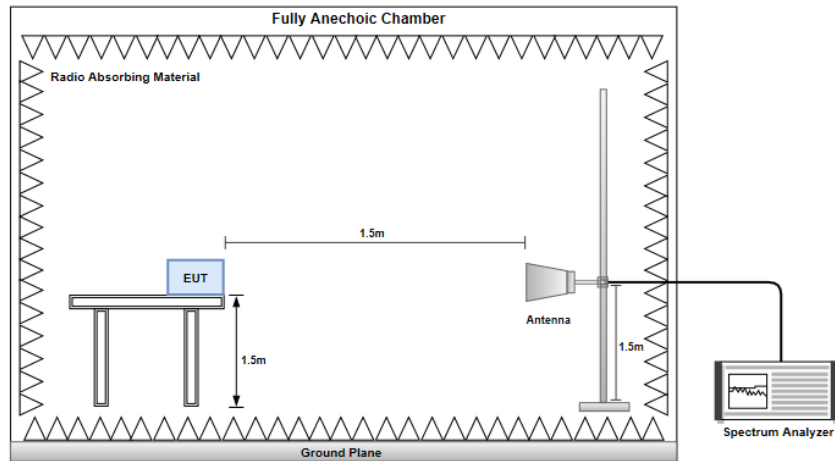 Fully Anechoic Chamber
Radio Absorbing Material
1.5m
EUT
Antenna
1.5m
1.5m
Spectrum Analyzer
Ground Plane